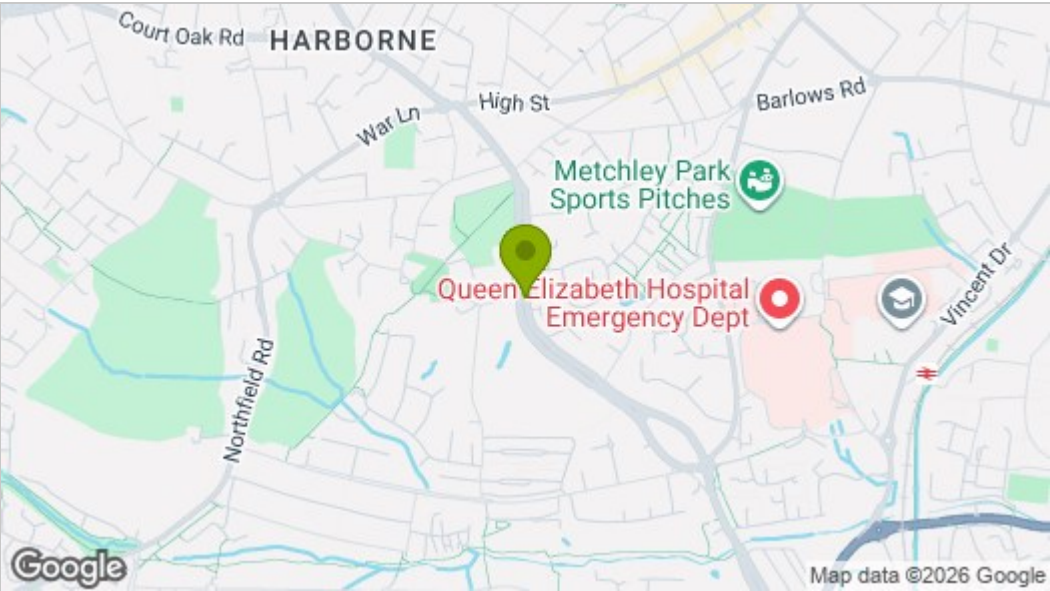 Court Oak Rd
HARBORNE
War Ln
High St
Barlows Rd
Metchley Park
Sports Pitches
Queen Elizabeth Hospital
Emergency Dept
Vincent Dr
Northfield Rd
Google
Map data ©2026 Google